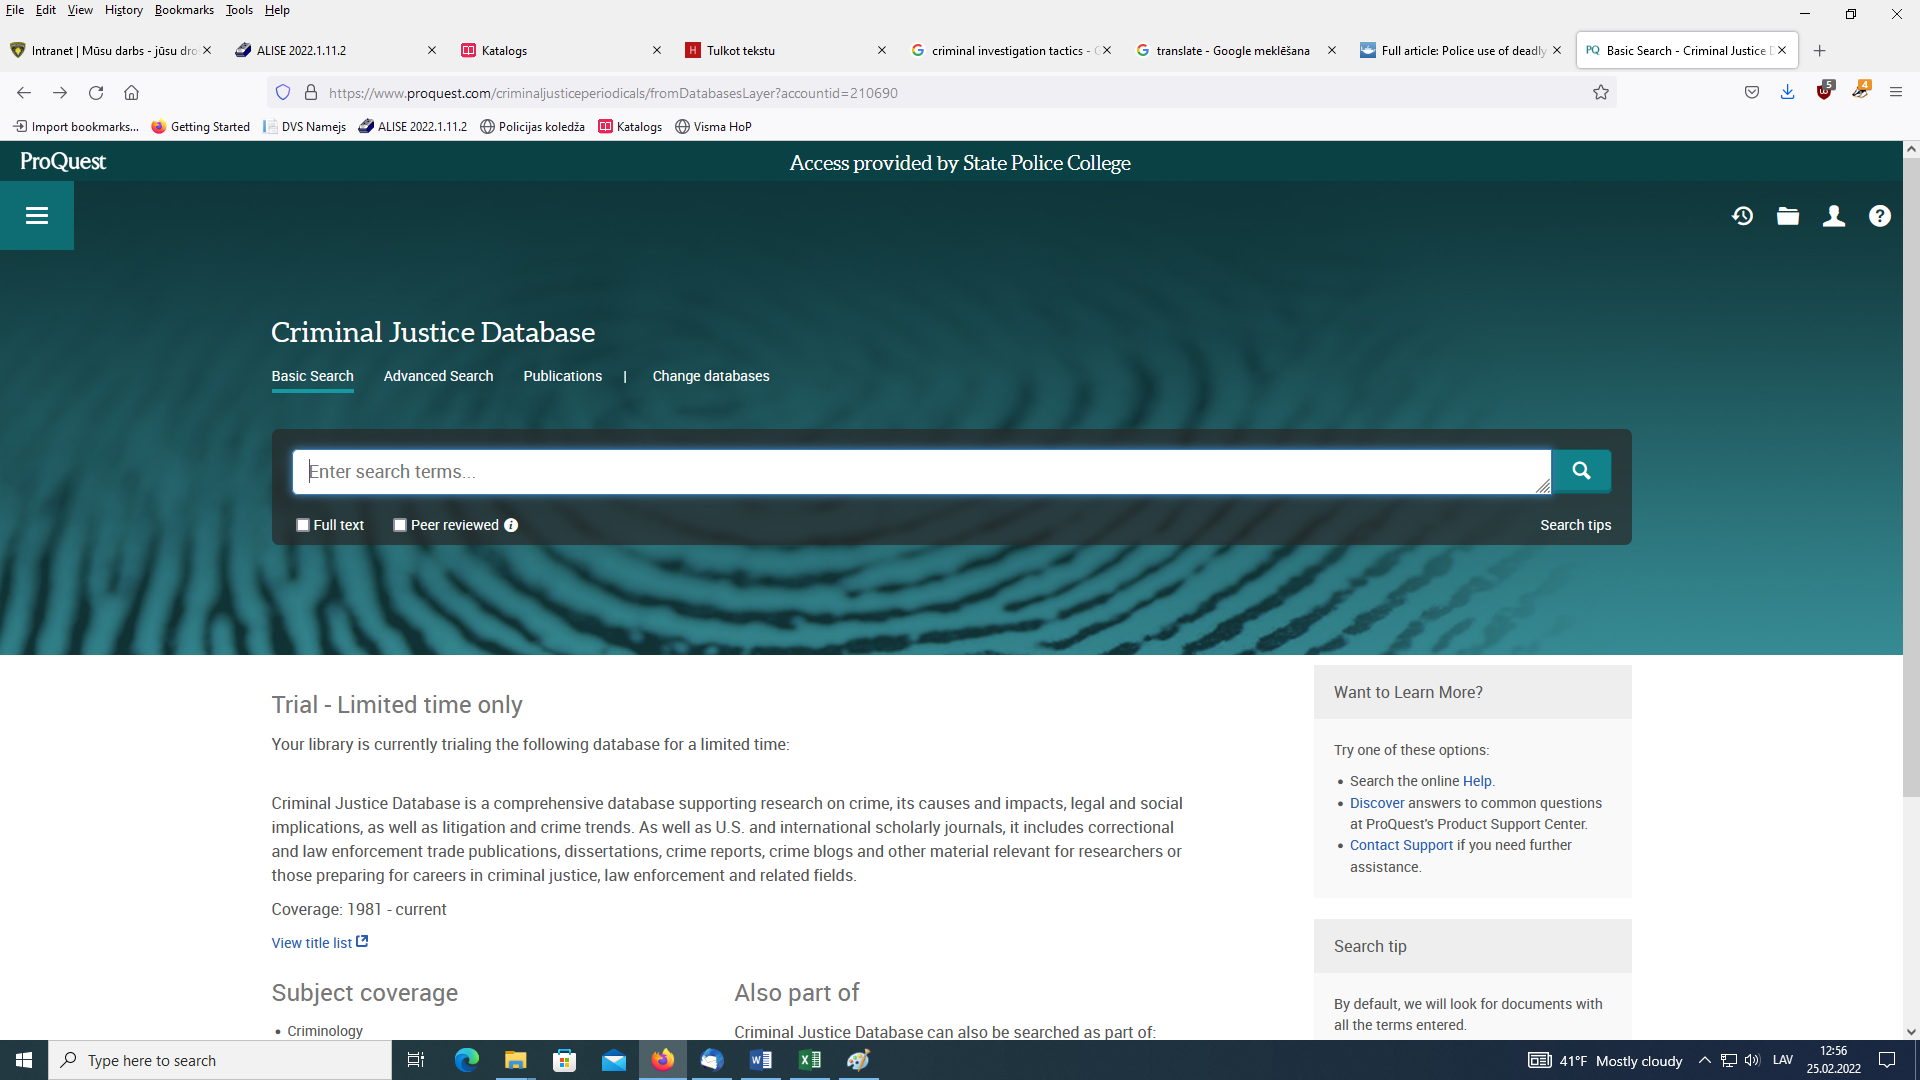 File Edit View History Bookmarks Tools Help
Intranet | Mūsu darbs - jūsu dro
ALISE 2022.1.11.2
Katalogs
Tulkot tekstu
criminal investigation tactics - G
translate - Google meklēšana
Full article: Police use of deadly
Basic Search - Criminal Justice D
https://www.proquest.com/criminaljusticeperiodicals/fromDatabasesLayer?accountid=210690
5
4
Import bookmarks... Getting Started DVS Namejs ALISE 2022.1.11.2 Policijas koledža Katalogs Visma HoP
ProQuest
Access provided by State Police College
Criminal Justice Database
Basic Search Advanced Search Publications | Change databases
Enter search terms...
Full text Peer reviewed
Search tips
Trial - Limited time only
Your library is currently trialing the following database for a limited time:
Criminal Justice Database is a comprehensive database supporting research on crime, its causes and impacts, legal and social
implications, as well as litigation and crime trends. As well as U.S. and international scholarly journals, it includes correctional
and law enforcement trade publications, dissertations, crime reports, crime blogs and other material relevant for researchers or
those preparing for careers in criminal justice, law enforcement and related fields.
Coverage: 1981 - current
View title list
Subject coverage
• Criminology
Also part of
Criminal Justice Database can also be searched as part of:
Want to Learn More?
Try one of these options:
• Search the online Help.
• Discover answers to common questions
at ProQuest's Product Support Center.
• Contact Support if you need further
assistance.
Search tip
By default, we will look for documents with
all the terms entered.
Type here to search
41°F Mostly cloudy
LAV
12:56
25.02.2022